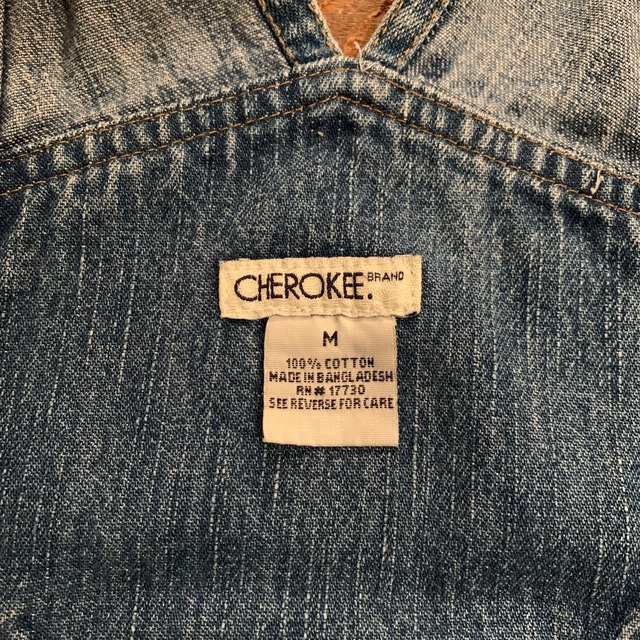 CHEROKEE. BRAND
M
100% COTTON
MADE IN BANGLADESH
RN# 17730
SEE REVERSE FOR CARE